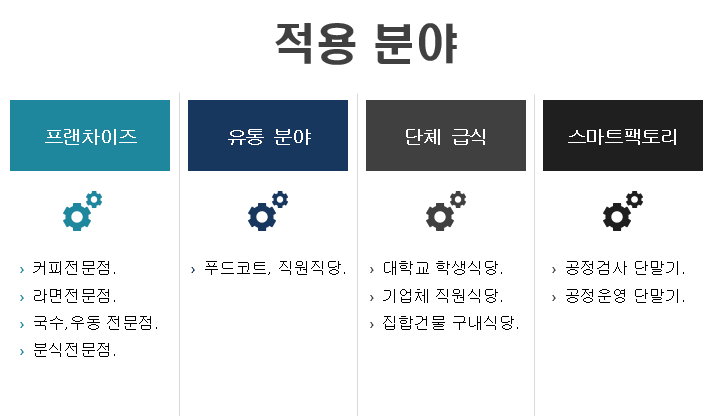 적용 분야
프랜차이즈
› 커피전문점.
› 라면전문점.
› 국수,우동 전문점.
› 분식전문점.
유통 분야
› 푸드코트, 직원직당.
단체 급식
› 대학교 학생식당.
› 기업체 직원식당.
› 집합건물 구내식당.
스마트팩토리
› 공정검사 단말기.
› 공정운영 단말기.